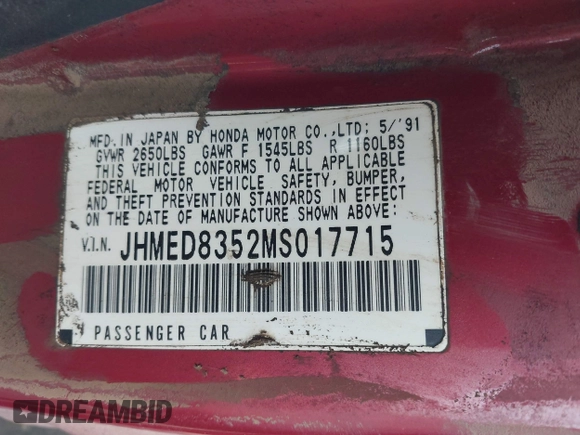 MFD. IN JAPAN BY HONDA MOTOR CO., LTD: 5/'91
GVWR 2650LBS GAWR F 1545LBS R 1160LBS
THIS VEHICLE CONFORMS TO ALL APPLICABLE
FEDERAL MOTOR VEHICLE SAFETY, BUMPER,
AND THEFT PREVENTION STANDARDS IN EFFECT
ON THE DATE OF MANUFACTURE SHOWN ABOVE:
V.I.N. JHMED8352MS017715
PASSENGER CAR
DREAMBID